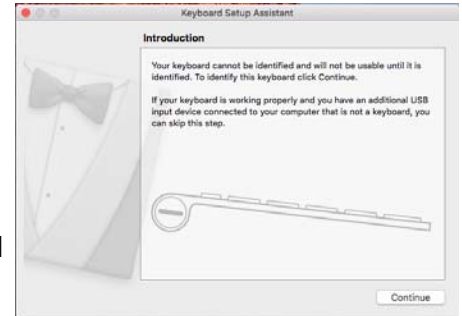 Keyboard Setup Assistant
Introduction
Your keyboard cannot be identified and will not be usable until it is
identified. To identify this keyboard click Continue.
If your keyboard is working properly and you have an additional USB
input device connected to your computer that is not a keyboard, you
can skip this step.
Continue